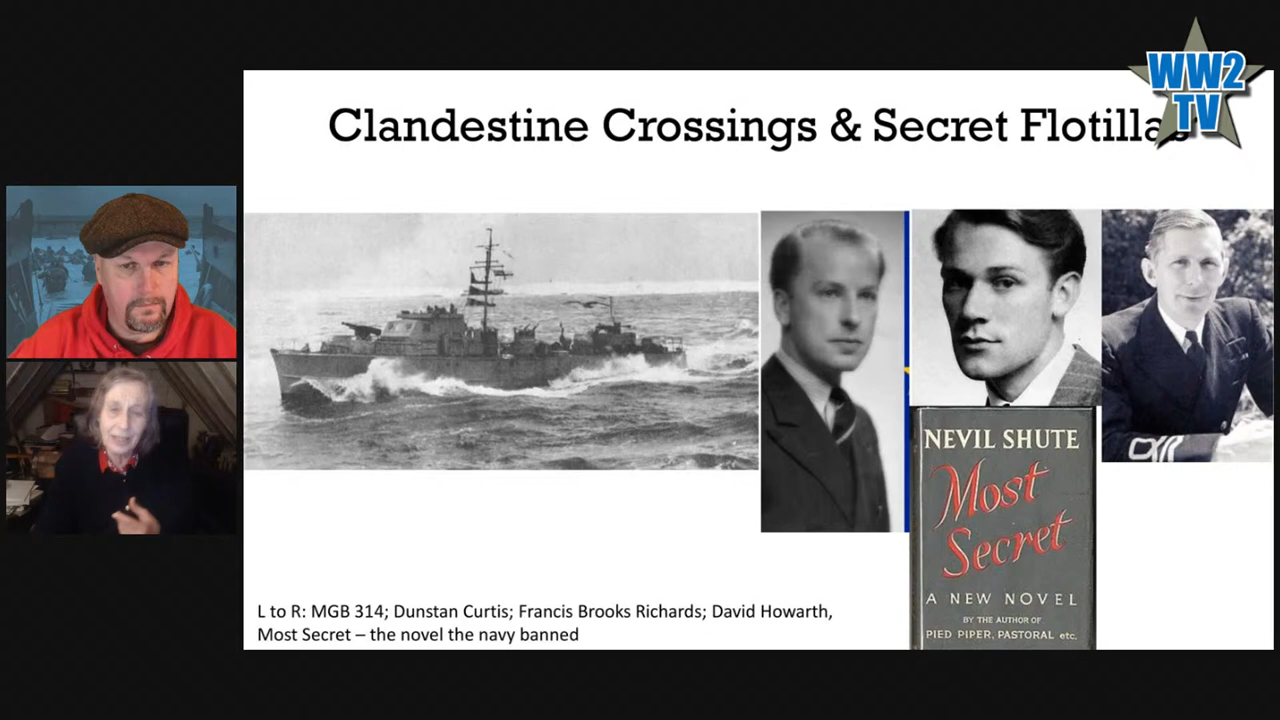 WW2
TV
Clandestine Crossings & Secret Flotillas
NEVIL SHUTE
Most
Secret
A NEW NOVEL
BY THE AUTHOR OF
PIED PIPER, PASTORAL etc.
L to R: MGB 314; Dunstan Curtis; Francis Brooks Richards; David Howarth,
Most Secret – the novel the navy banned